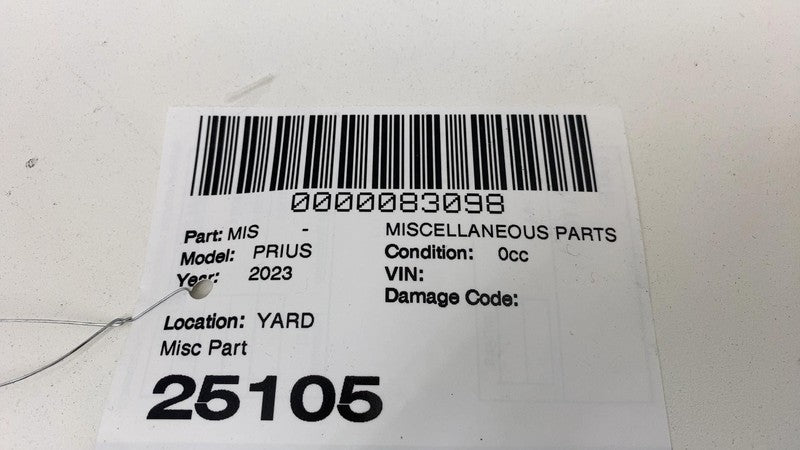 0000083098
Part: MIS - MISCELLANEOUS PARTS
Model: PRIUS Condition: 0cc
Year: 2023 VIN:
Damage Code:
Location: YARD
Misc Part
25105